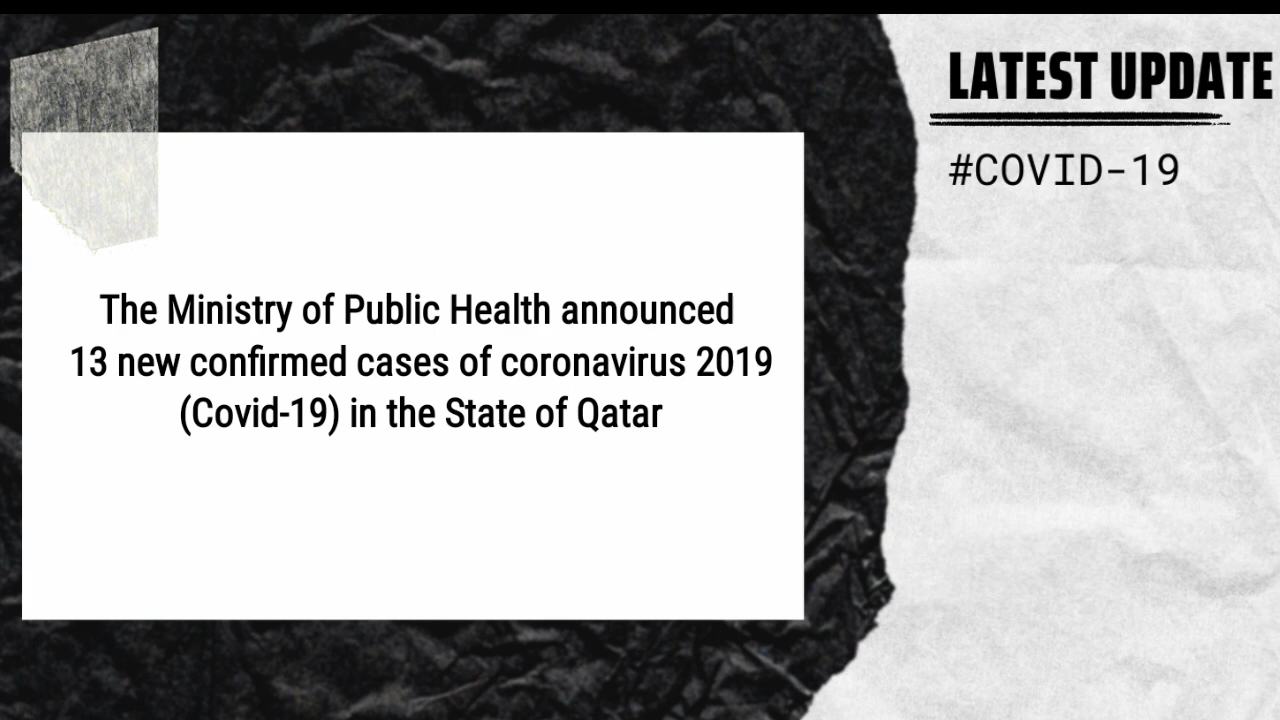 LATEST UPDATE
#COVID-19
The Ministry of Public Health announced
13 new confirmed cases of coronavirus 2019
(Covid-19) in the State of Qatar